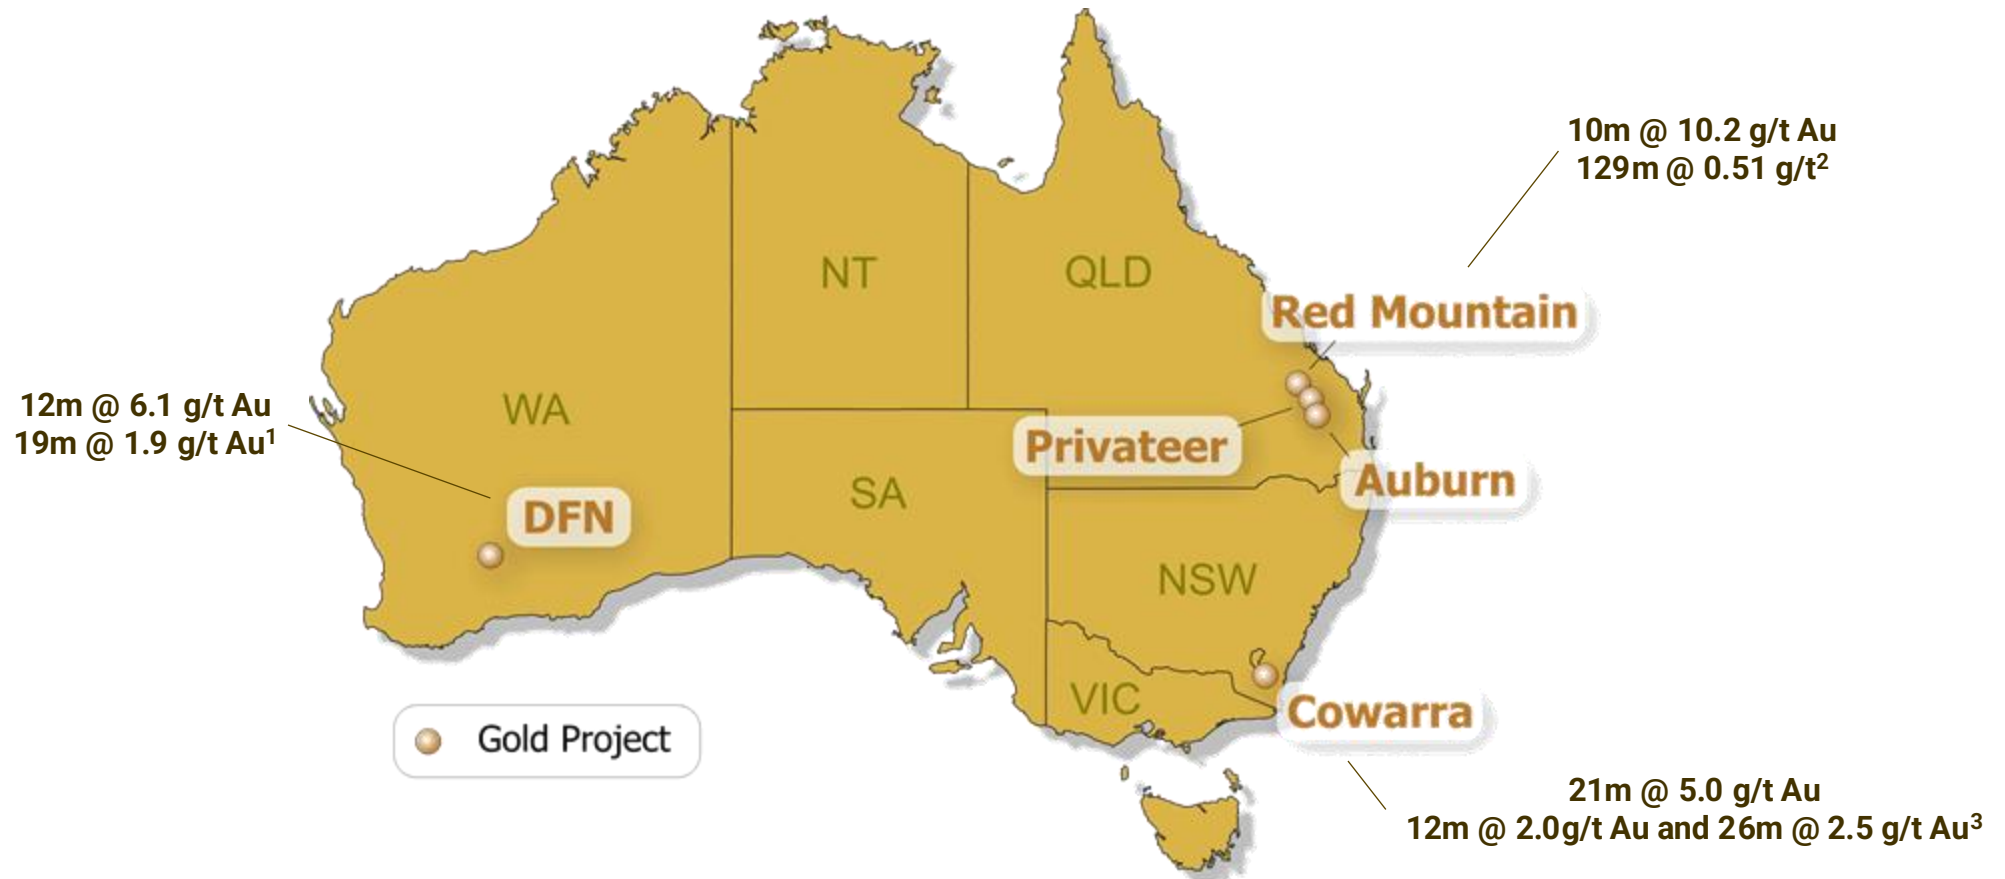 10m @ 10.2 g/t Au
129m @ 0.51 g/t²
NT
QLD
Red Mountain
12m @ 6.1 g/t Au
19m @ 1.9 g/t Au¹
WA
Privateer
Auburn
SA
DFN
NSW
VIC
Cowarra
Gold Project
21m @ 5.0 g/t Au
12m @ 2.0g/t Au and 26m @ 2.5 g/t Au³